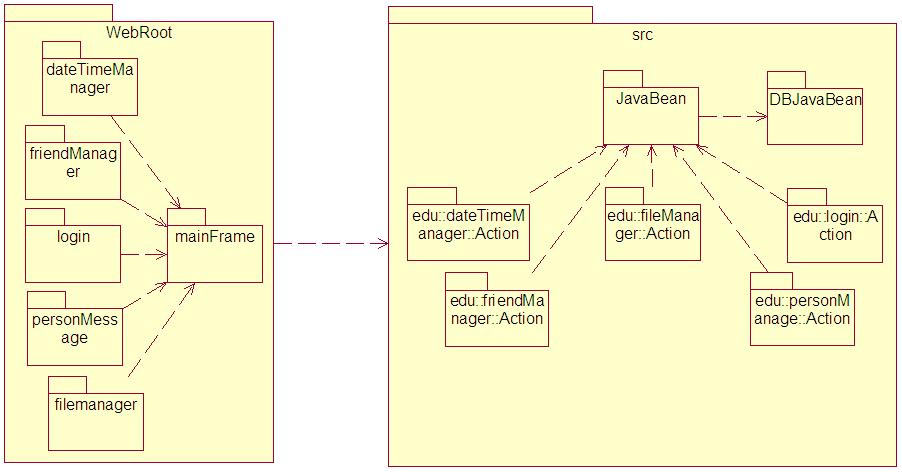 WebRoot
dateTimeMa
nager
friendManag
er
login
mainFrame
personMess
age
filemanager
src
JavaBean
DBJavaBean
edu::dateTimeM
anager::Action
edu::fileMana
ger::Action
edu::login::A
ction
edu::friendMa
nager::Action
edu::personM
anage::Action